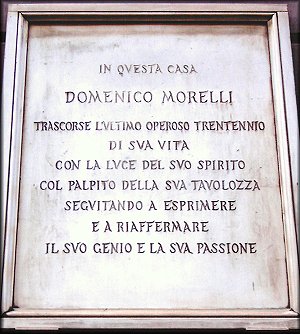 IN QVESTA CASA
DOMENICO MORELLI
TRASCORSE L'VLTIMO OPEROSO TRENTENNIO
DI SVA VITA
CON LA LVCE DEL SVO SPIRITO
COL PALPITO DELLA SVA TAVOLOZZA
SEGVITANDO A ESPRIMERE
E A RIAFFERMARE
IL SVO GENIO E LA SVA PASSIONE